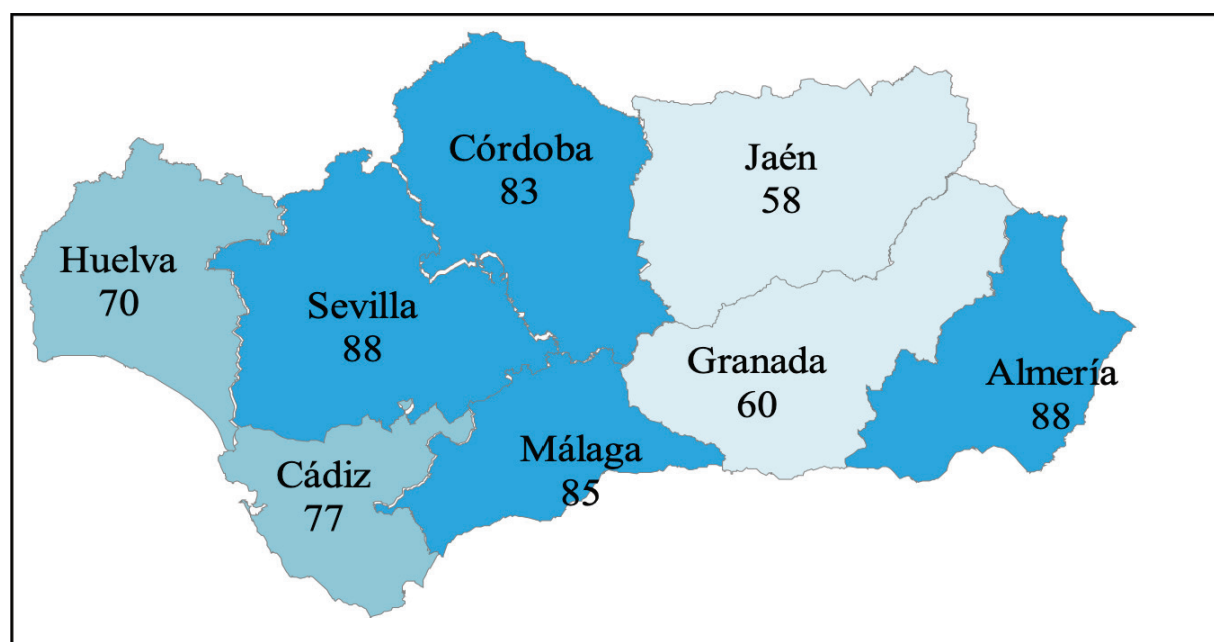 Córdoba
83
Jaén
58
Huelva
70
Sevilla
88
Granada
60
Almería
88
Málaga
85
Cádiz
77